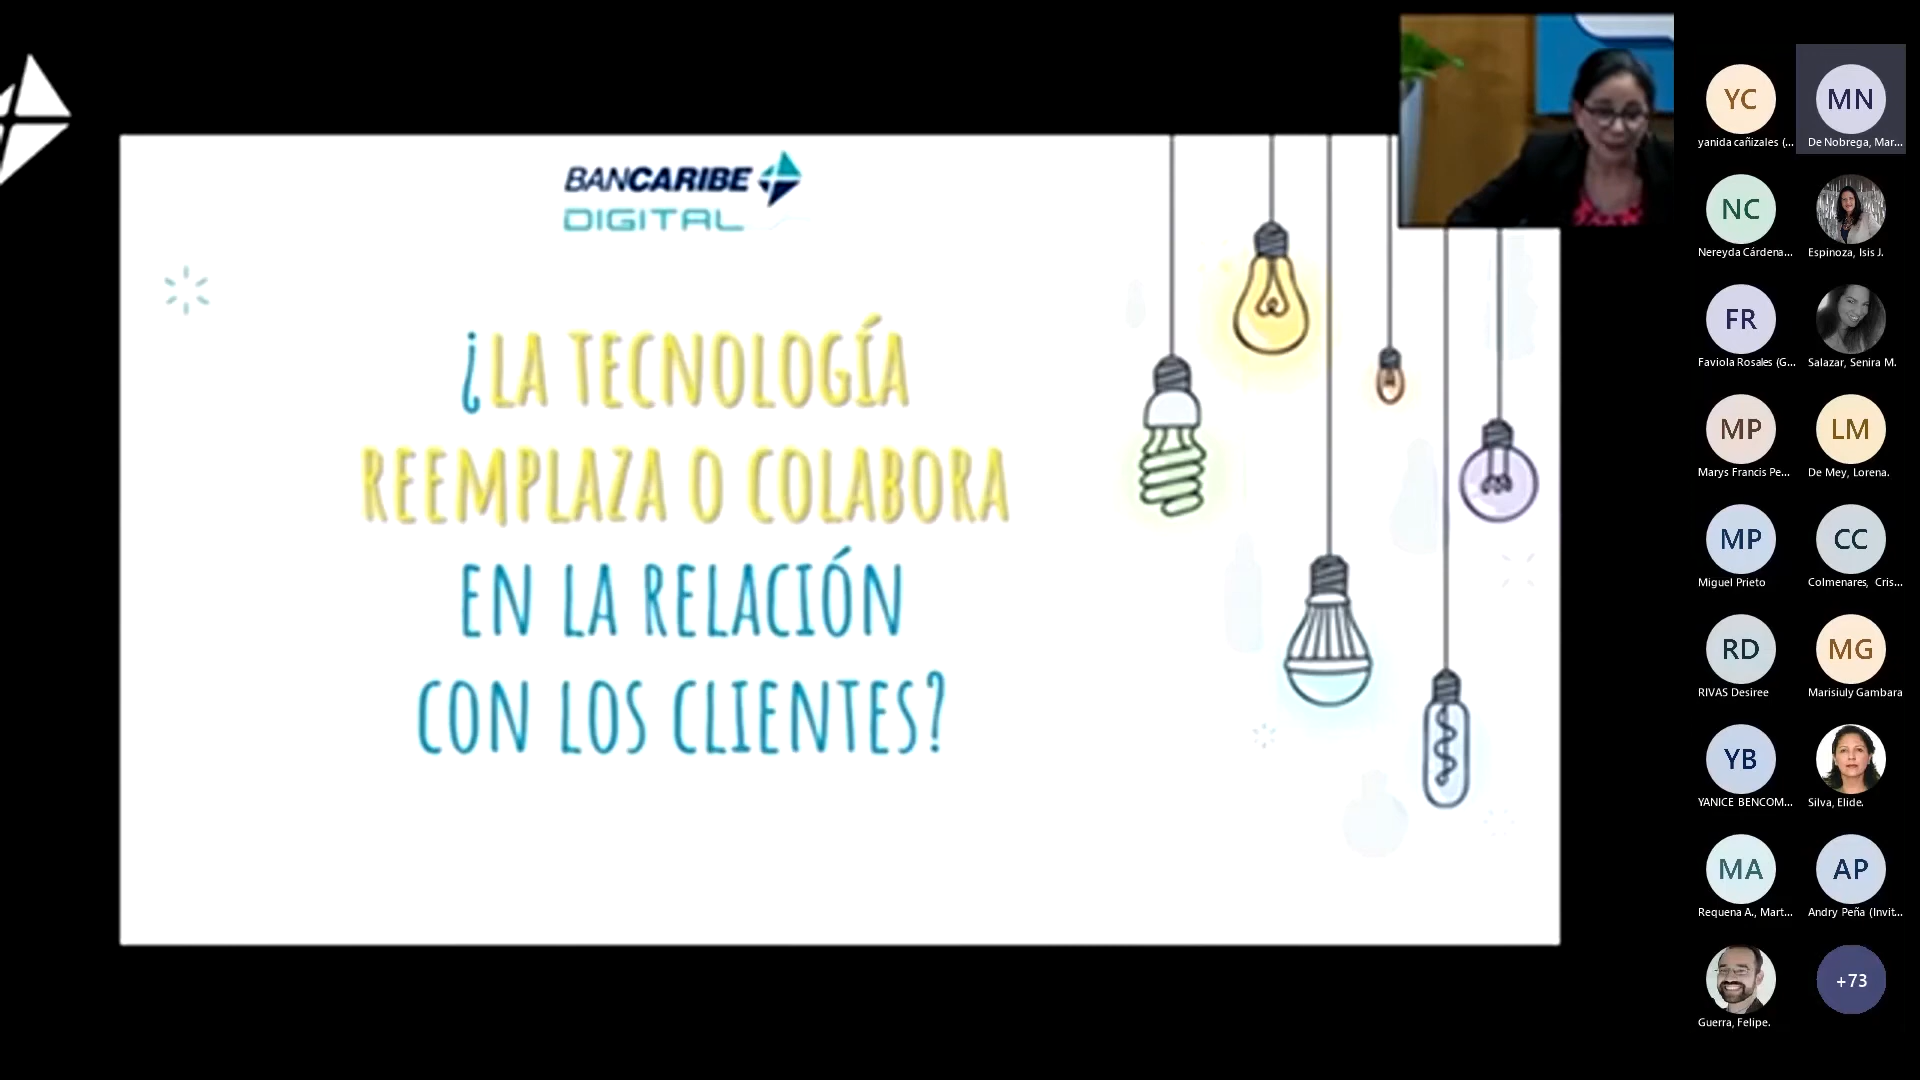 BANCARIBE
DIGITAL
¿LA TECNOLOGÍA
REEMPLAZA O COLABORA
EN LA RELACIÓN
CON LOS CLIENTES?
YC
yanida cañizales (...
MN
De Nobrega, Mar...
NC
Nereyda Cárdena...
Espinoza, Isis J.
FR
Faviola Rosales (G...
Salazar, Senira M.
MP
Marys Francis Pe...
LM
De Mey, Lorena.
MP
Miguel Prieto
CC
Colmenares, Cris...
RD
RIVAS Desiree
MG
Marisiuly Gambara
YB
YANICE BENCOM...
Silva, Elide.
MA
Requena A., Mart...
AP
Andry Peña (Invit...
Guerra, Felipe.
+73